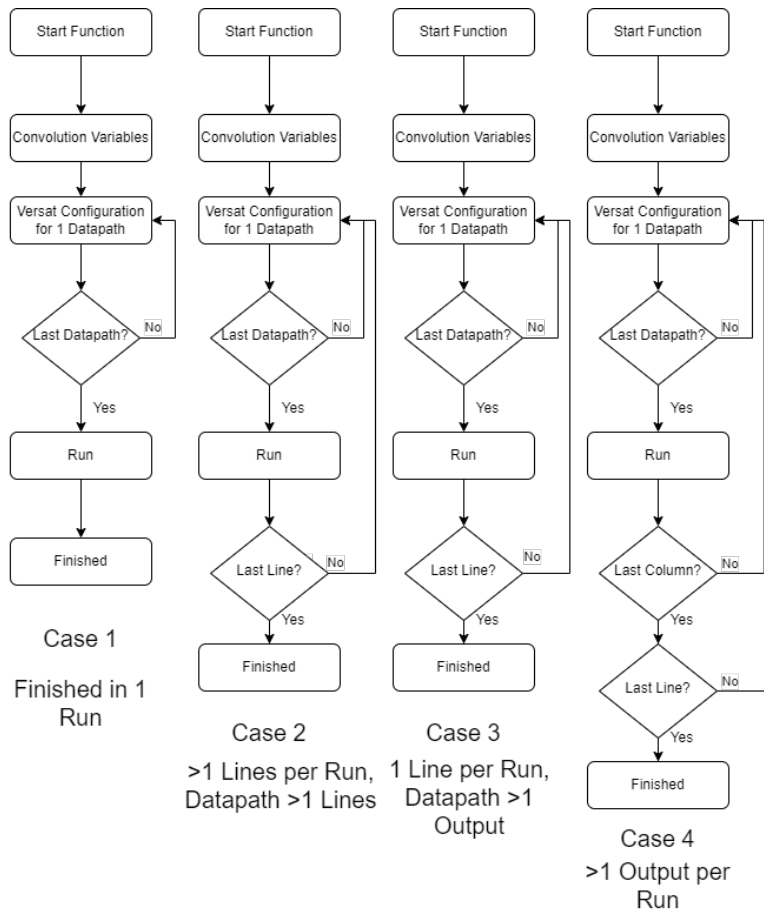 Start Function
Convolution Variables
Versat Configuration
for 1 Datapath
Last Datapath?
No
Yes
Run
Finished
Case 1
Finished in 1
Run
Start Function
Convolution Variables
Versat Configuration
for 1 Datapath
Last Datapath?
No
Yes
Run
Last Line?
No
Yes
Finished
Case 2
>1 Lines per Run,
Datapath >1 Lines
Start Function
Convolution Variables
Versat Configuration
for 1 Datapath
Last Datapath?
No
Yes
Run
Last Line?
No
Yes
Finished
Case 3
1 Line per Run,
Datapath >1
Output
Start Function
Convolution Variables
Versat Configuration
for 1 Datapath
Last Datapath?
No
Yes
Run
Last Column?
No
Yes
Last Line?
No
Yes
Finished
Case 4
>1 Output per
Run